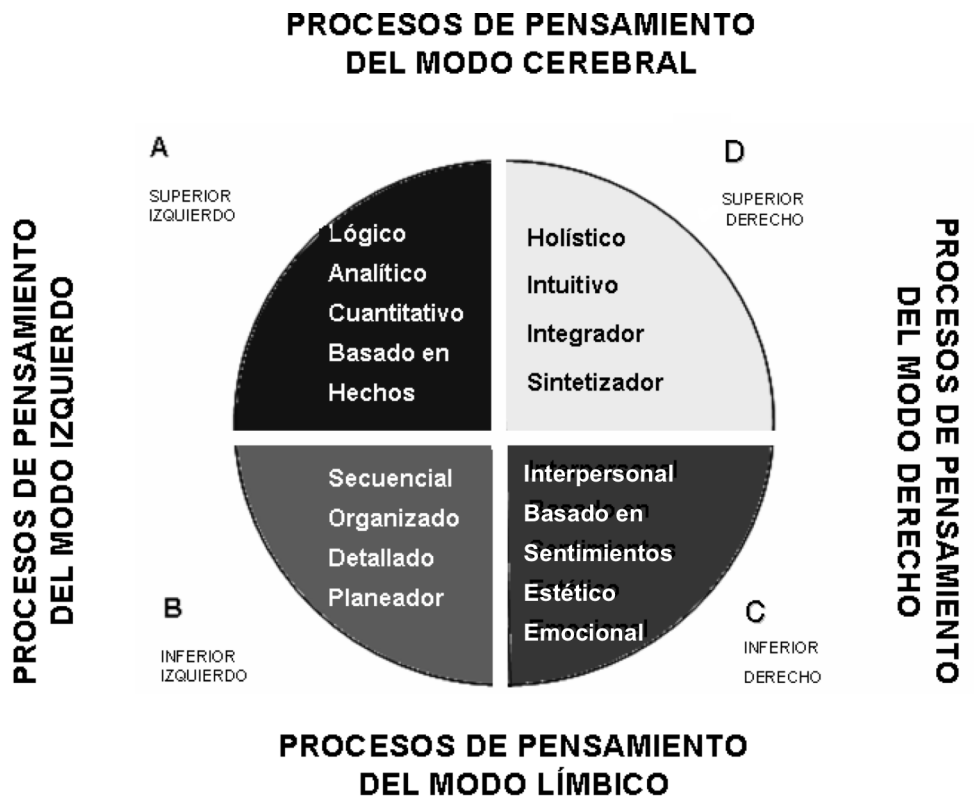 PROCESOS DE PENSAMIENTO
DEL MODO CEREBRAL
A
SUPERIOR
IZQUIERDO
D
SUPERIOR
DERECHO
PROCESOS DE PENSAMIENTO
DEL MODO IZQUIERDO
Lógico
Analítico
Cuantitativo
Basado en
Hechos
Holístico
Intuitivo
Integrador
Sintetizador
PROCESOS DE PENSAMIENTO
DEL MODO DERECHO
Secuencial
Organizado
Detallado
Planeador
Interpersonal
Basado en
Sentimientos
Estético
Emocional
B
INFERIOR
IZQUIERDO
C
INFERIOR
DERECHO
PROCESOS DE PENSAMIENTO
DEL MODO LÍMBICO